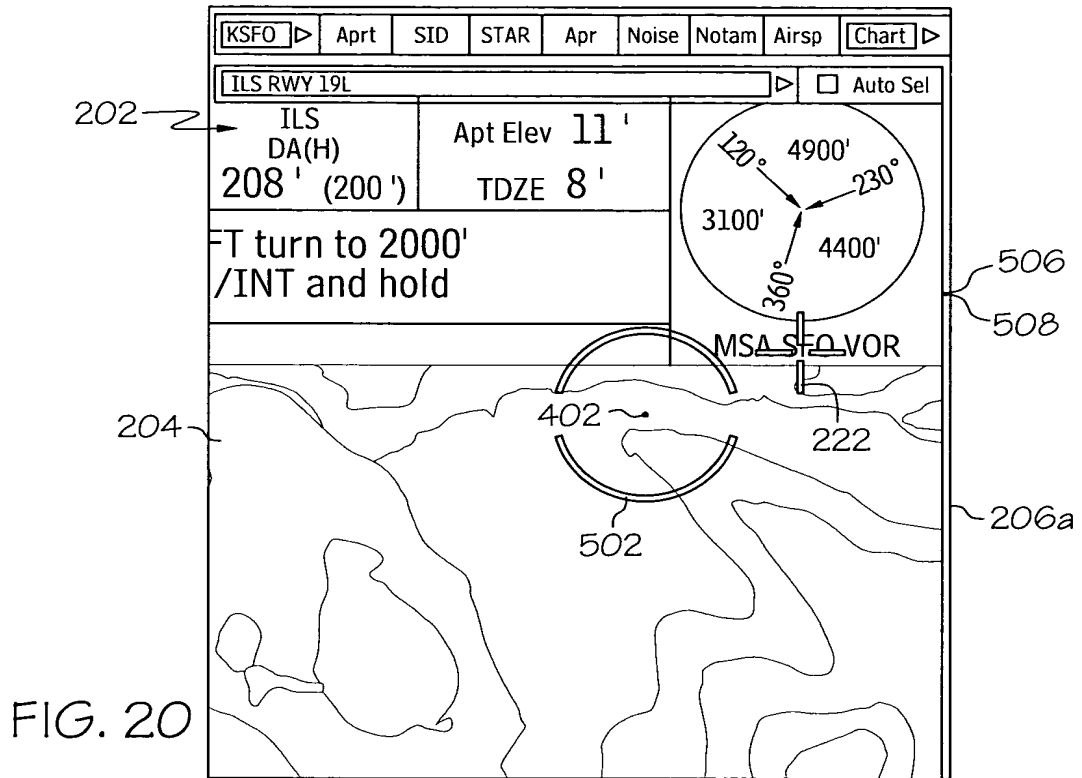 KSFO Aprt SID STAR Apr Noise Notam Airsp Chart
ILS RWY 19L Auto Sel
202
ILS
DA(H)
208 ' (200 ')
Apt Elev 11 '
TDZE 8 '
120°
4900'
230°
3100'
4400'
360°
MSA SFO VOR
FT turn to 2000'
/INT and hold
506
508
204
402
222
502
206a
FIG. 20